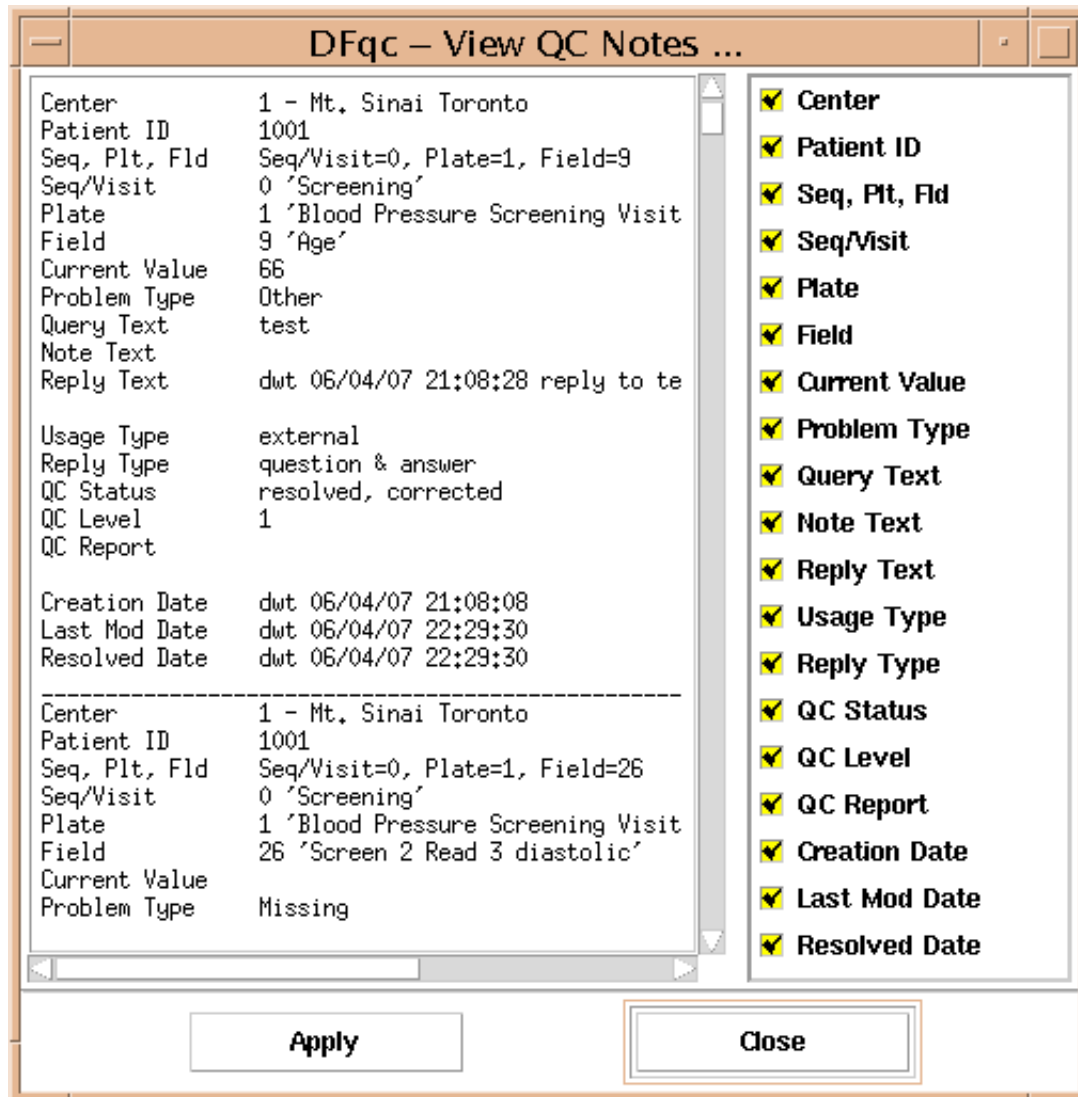 DFqc – View QC Notes ...
Center 1 - Mt. Sinai Toronto
Patient ID 1001
Seq, Plt, Fld Seq/Visit=0, Plate=1, Field=9
Seq/Visit 0 'Screening'
Plate 1 'Blood Pressure Screening Visit
Field 9 'Age'
Current Value 66
Problem Type Other
Query Text test
Note Text
Reply Text dwt 06/04/07 21:08:28 reply to te
Usage Type external
Reply Type question & answer
QC Status resolved, corrected
QC Level 1
QC Report
Creation Date dwt 06/04/07 21:08:08
Last Mod Date dwt 06/04/07 22:29:30
Resolved Date dwt 06/04/07 22:29:30
Center 1 - Mt. Sinai Toronto
Patient ID 1001
Seq, Plt, Fld Seq/Visit=0, Plate=1, Field=26
Seq/Visit 0 'Screening'
Plate 1 'Blood Pressure Screening Visit
Field 26 'Screen 2 Read 3 diastolic'
Current Value
Problem Type Missing
Center
Patient ID
Seq, Plt, Fld
Seq/Visit
Plate
Field
Current Value
Problem Type
Query Text
Note Text
Reply Text
Usage Type
Reply Type
QC Status
QC Level
QC Report
Creation Date
Last Mod Date
Resolved Date
Apply
Close